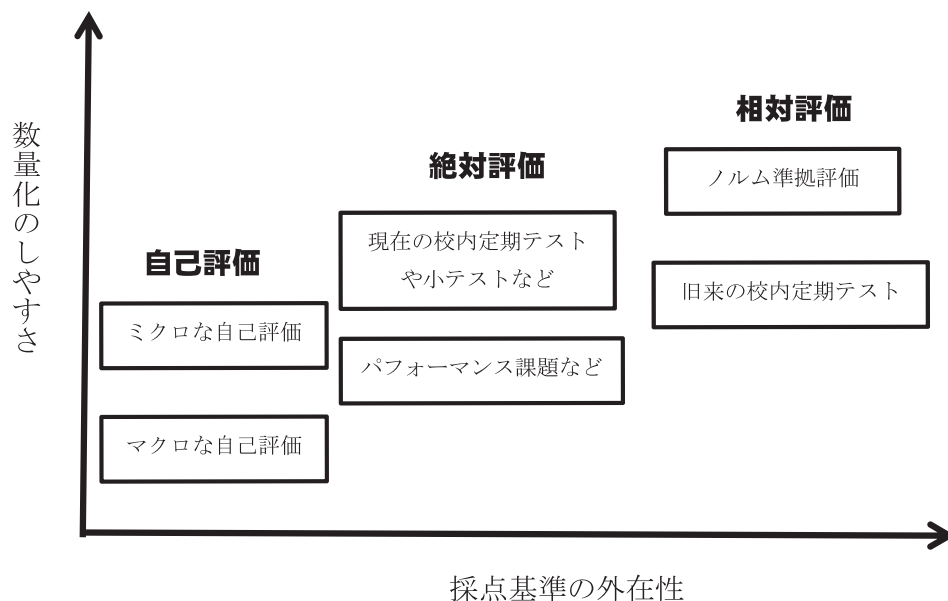 数量化のしやすさ
相対評価
ノルム準拠評価
旧来の校内定期テスト
絶対評価
現在の校内定期テスト
や小テストなど
パフォーマンス課題など
自己評価
ミクロな自己評価
マクロな自己評価
採点基準の外在性